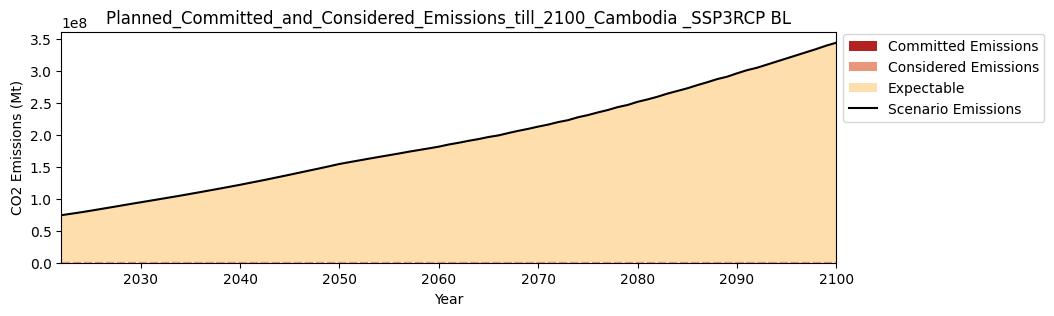 Planned_Committed_and_Considered_Emissions_till_2100_Cambodia _SSP3RCP BL
1e8
3.5
3.0
2.5
2.0
1.5
1.0
0.5
0.0
CO2 Emissions (Mt)
2030 2040 2050 2060 2070 2080 2090 2100
Year
Committed Emissions
Considered Emissions
Expectable
Scenario Emissions